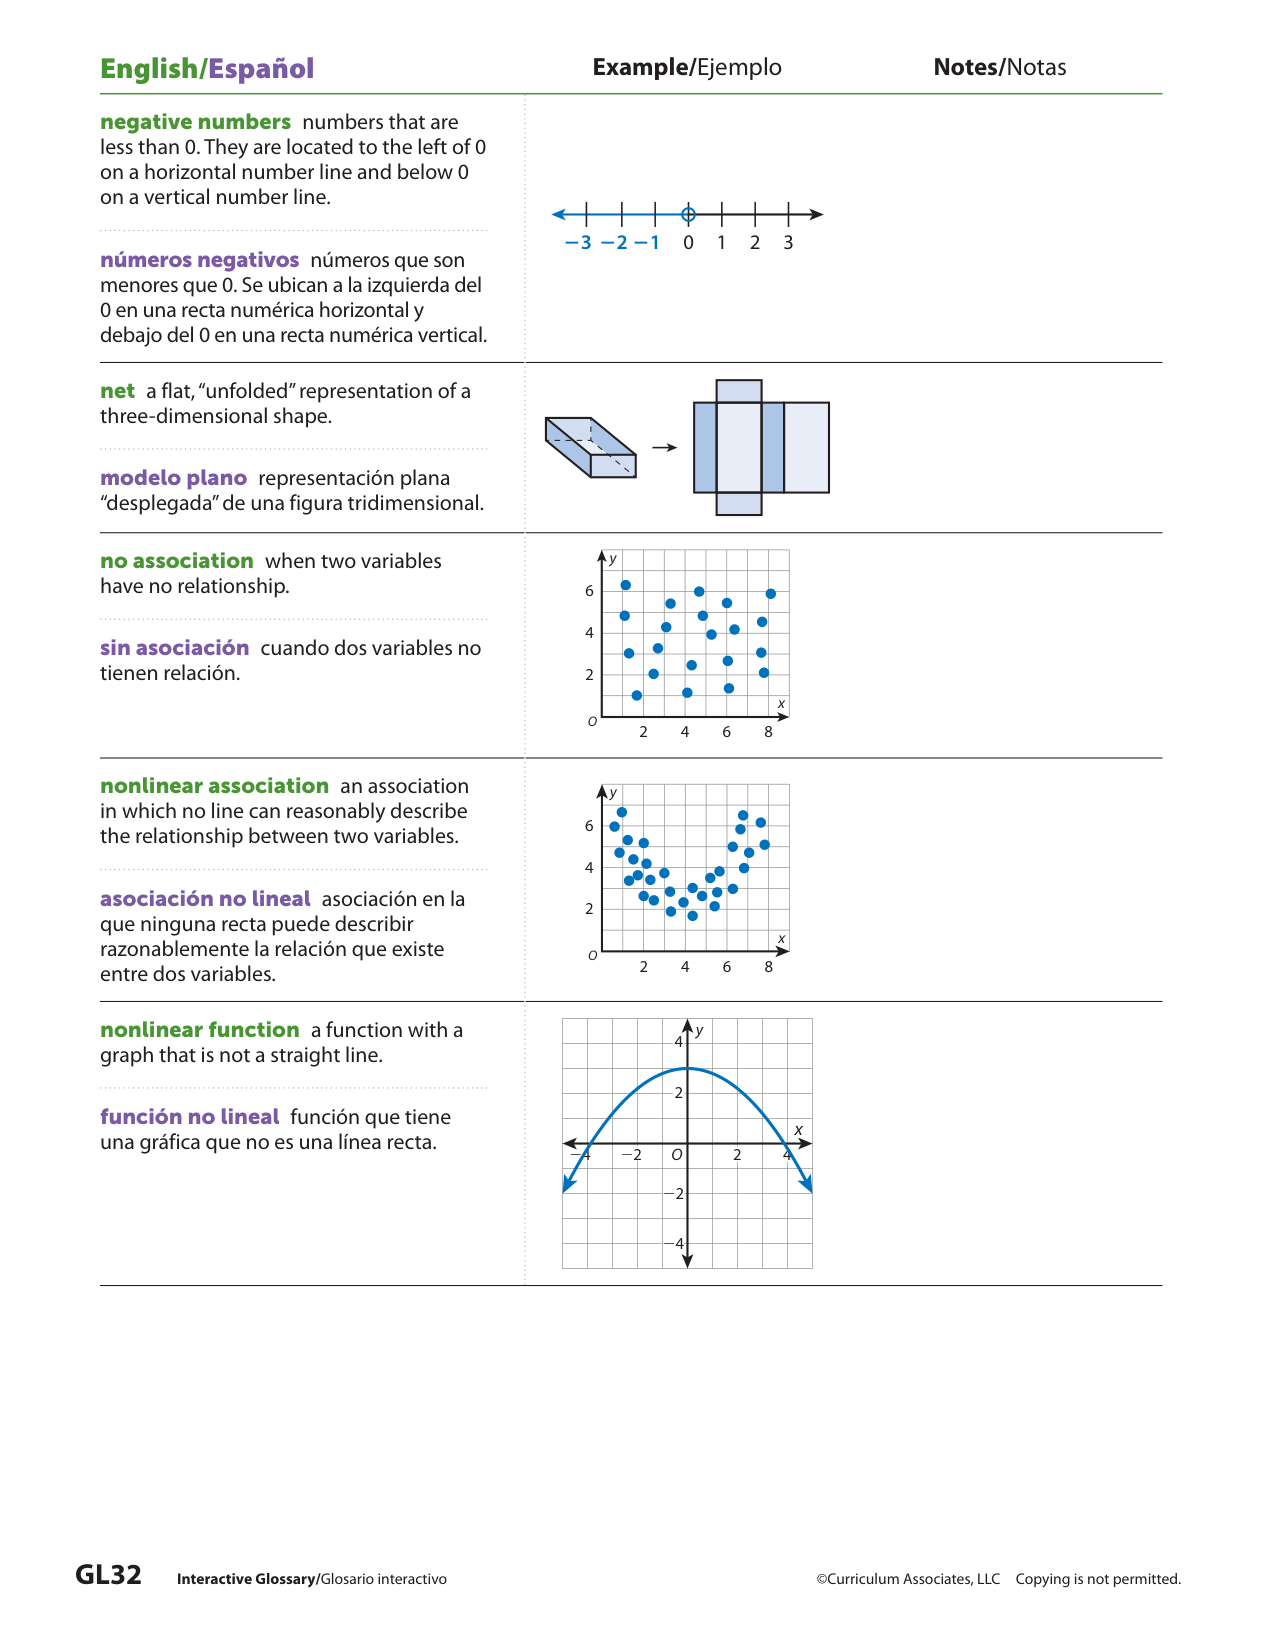 English/Español
Example/Ejemplo
Notes/Notas
negative numbers numbers that are
less than 0. They are located to the left of 0
on a horizontal number line and below 0
on a vertical number line.
números negativos números que son
menores que 0. Se ubican a la izquierda del
0 en una recta numérica horizontal y
debajo del 0 en una recta numérica vertical.
−3 −2 −1 0 1 2 3
net a flat, “unfolded” representation of a
three-dimensional shape.
modelo plano representación plana
“desplegada” de una figura tridimensional.
no association when two variables
have no relationship.
sin asociación cuando dos variables no
tienen relación.
y
6
4
2
x
O
2 4 6 8
nonlinear association an association
in which no line can reasonably describe
the relationship between two variables.
asociación no lineal asociación en la
que ninguna recta puede describir
razonablemente la relación que existe
entre dos variables.
y
6
4
2
x
O
2 4 6 8
nonlinear function a function with a
graph that is not a straight line.
función no lineal función que tiene
una gráfica que no es una línea recta.
y
4
2
x
−4 −2 O 2 4
−2
−4
GL32
Interactive Glossary/Glosario interactivo
©Curriculum Associates, LLC Copying is not permitted.